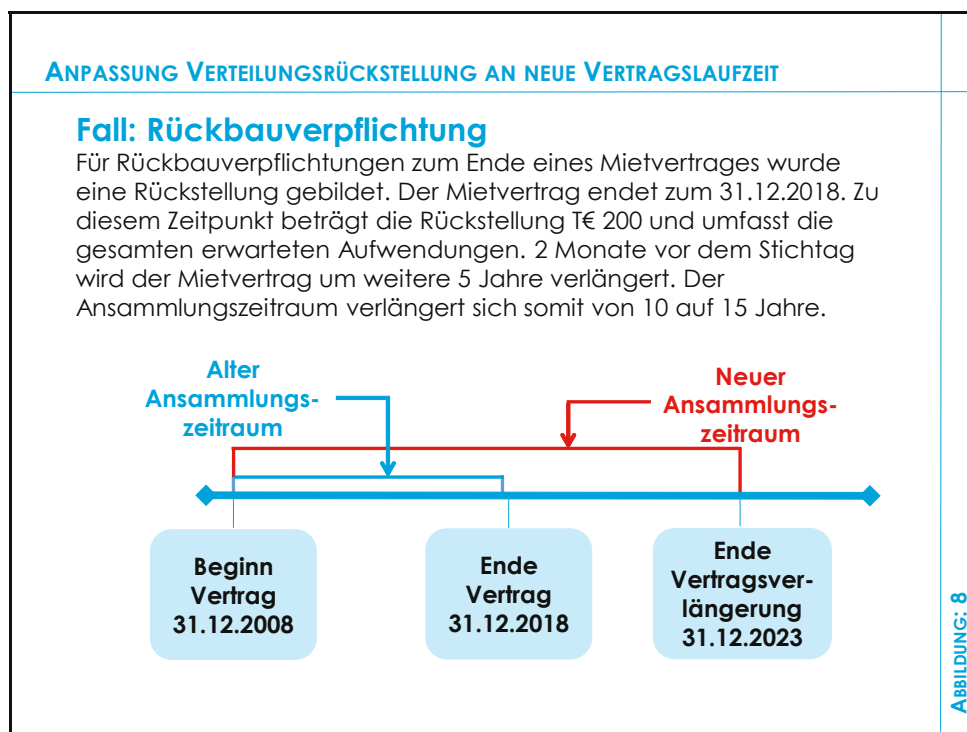 ANPASSUNG VERTEILUNGSRÜCKSTELLUNG AN NEUE VERTRAGSLAUFZEIT
Fall: Rückbauverpflichtung
Für Rückbauverpflichtungen zum Ende eines Mietvertrages wurde
eine Rückstellung gebildet. Der Mietvertrag endet zum 31.12.2018. Zu
diesem Zeitpunkt beträgt die Rückstellung T€ 200 und umfasst die
gesamten erwarteten Aufwendungen. 2 Monate vor dem Stichtag
wird der Mietvertrag um weitere 5 Jahre verlängert. Der
Ansammlungszeitraum verlängert sich somit von 10 auf 15 Jahre.
Alter
Ansammlungs-
zeitraum
Neuer
Ansammlungs-
zeitraum
Beginn
Vertrag
31.12.2008
Ende
Vertrag
31.12.2018
Ende
Vertragsver-
längerung
31.12.2023
ABBILDUNG: 8